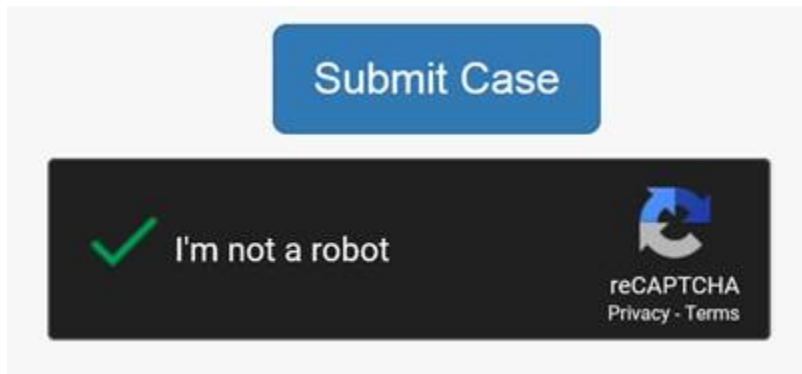 Submit Case
I'm not a robot
reCAPTCHA
Privacy - Terms